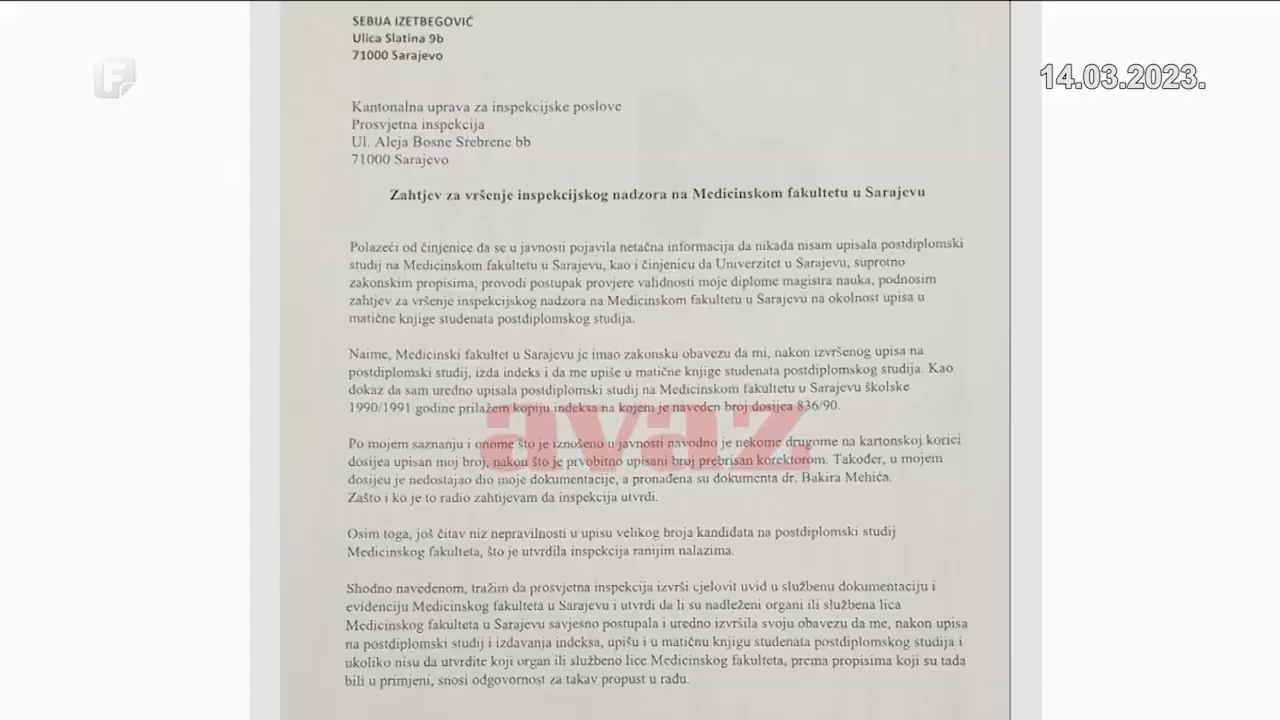 SEBIJA IZETBEGOVIĆ
Ulica Slatina 9b
71000 Sarajevo
F
14.03.2023.
Kantonalna uprava za inspekcijske poslove
Prosvjetna inspekcija
Ul. Aleja Bosne Srebrene bb
71000 Sarajevo
Zahtjev za vršenje inspekcijskog nadzora na Medicinskom fakultetu u Sarajevu
Polazeći od činjenice da se u javnosti pojavila netačna informacija da nikada nisam upisala postdiplomski
studij na Medicinskom fakultetu u Sarajevu, kao i činjenicu da Univerzitet u Sarajevu, suprotno
zakonskim propisima, provodi postupak provjere validnosti moje diplome magistra nauka, podnosim
zahtjev za vršenje inspekcijskog nadzora na Medicinskom fakultetu u Sarajevu na okolnost upisa u
matične knjige studenata postdiplomskog studija.
Naime, Medicinski fakultet u Sarajevu je imao zakonsku obavezu da mi, nakon izvršenog upisa na
postdiplomski studij, izda indeks i da me upiše u matične knjige studenata postdiplomskog studija. Kao
dokaz da sam uredno upisala postdiplomski studij na Medicinskom fakultetu u Sarajevu školske
1990/1991 godine prilažem kopiju indeksa na kojem je naveden broj dosijea 836/90.
avaz
Po mojem saznanju i onome što je iznošeno u javnosti navodno je nekome drugome na kartonskoj korici
dosijea upisan moj broj, nakon što je prvobitno upisani broj prebrisan korektorom. Također, u mojem
dosijeu je nedostajao dio moje dokumentacije, a pronađena su dokumenta dr. Bakira Mehića.
Zašto i ko je to radio zahtijevam da inspekcija utvrdi.
Osim toga, još čitav niz nepravilnosti u upisu velikog broja kandidata na postdiplomski studij
Medicinskog fakulteta, što je utvrdila inspekcija ranijim nalazima.
Shodno navedenom, tražim da prosvjetna inspekcija izvrši cjelovit uvid u službenu dokumentaciju i
evidenciju Medicinskog fakulteta u Sarajevu i utvrdi da li su nadležni organi ili službena lica
Medicinskog fakulteta u Sarajevu savjesno postupala i uredno izvršila svoju obavezu da me, nakon upisa
na postdiplomski studij i izdavanja indeksa, upišu i u matičnu knjigu studenata postdiplomskog studija i
ukoliko nisu da utvrdite koji organ ili službeno lice Medicinskog fakulteta, prema propisima koji su tada
bili u primjeni, snosi odgovornost za takav propust u radu.